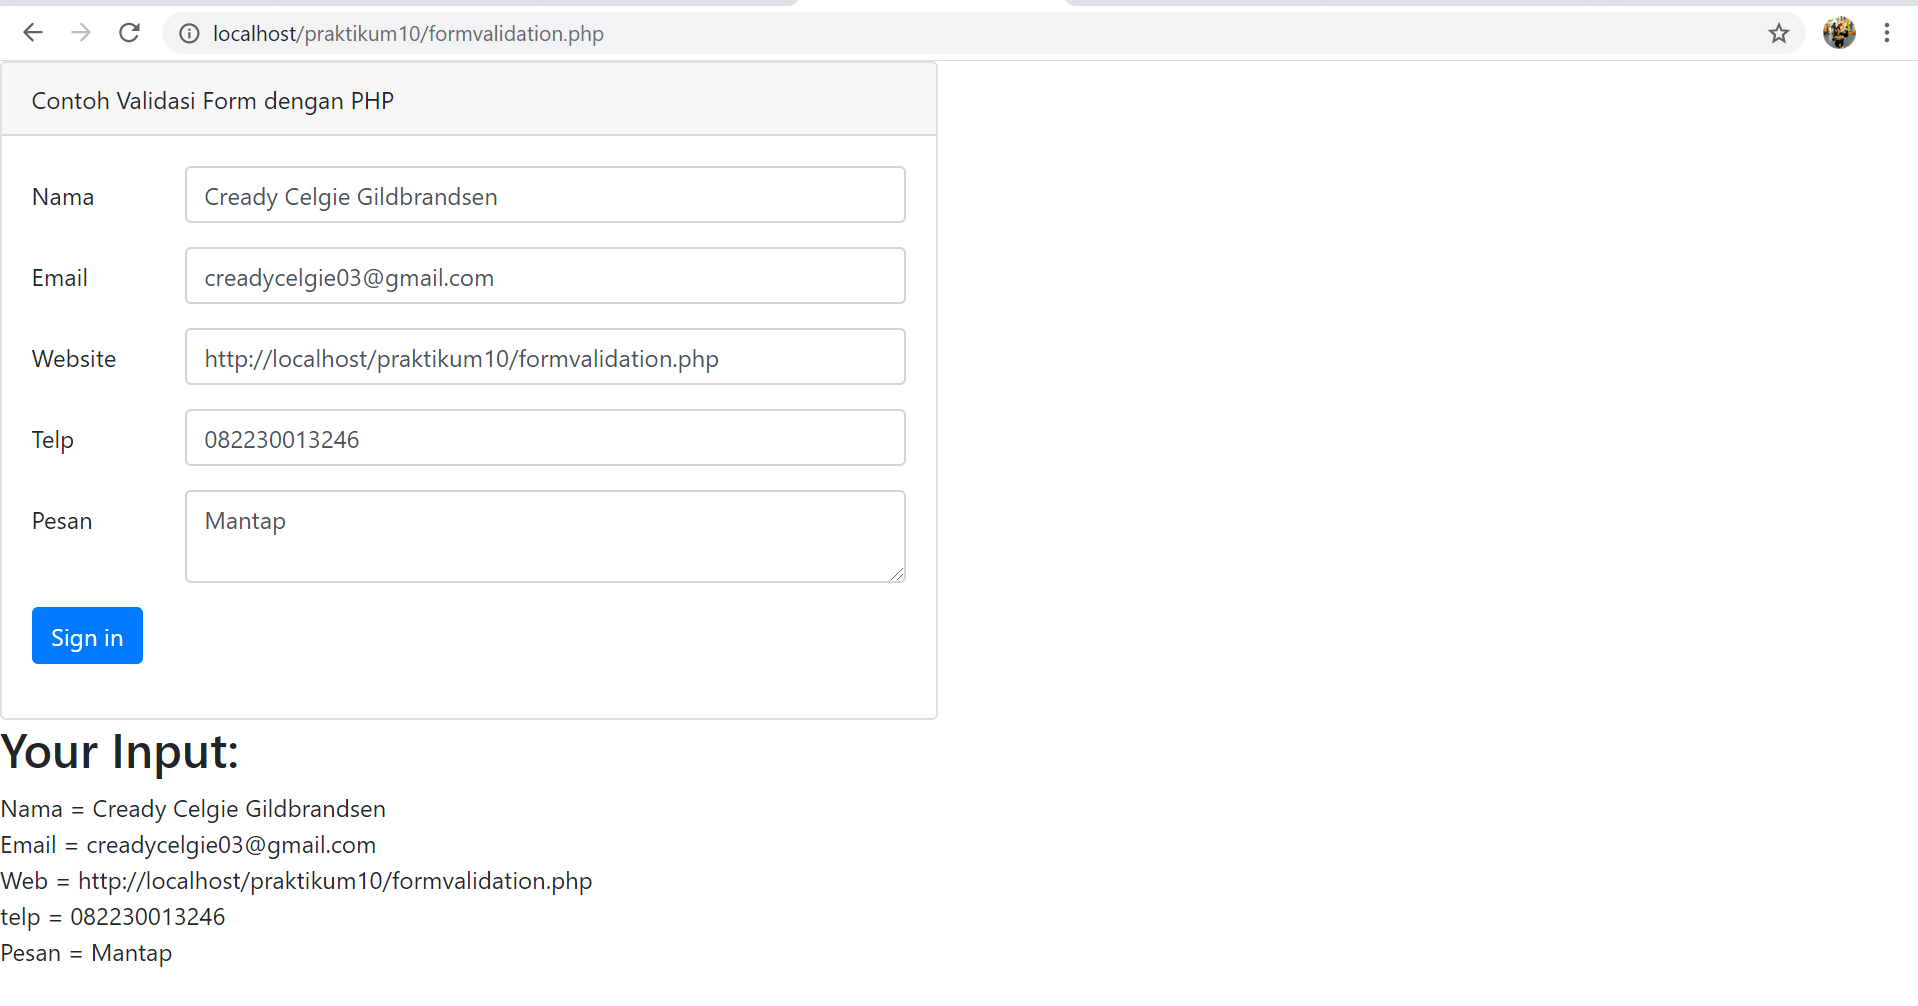 localhost/praktikum10/formvalidation.php
Contoh Validasi Form dengan PHP
Nama Cready Celgie Gildbrandsen
Email creadycelgie03@gmail.com
Website http://localhost/praktikum10/formvalidation.php
Telp 082230013246
Pesan Mantap
Sign in
Your Input:
Nama = Cready Celgie Gildbrandsen
Email = creadycelgie03@gmail.com
Web = http://localhost/praktikum10/formvalidation.php
telp = 082230013246
Pesan = Mantap